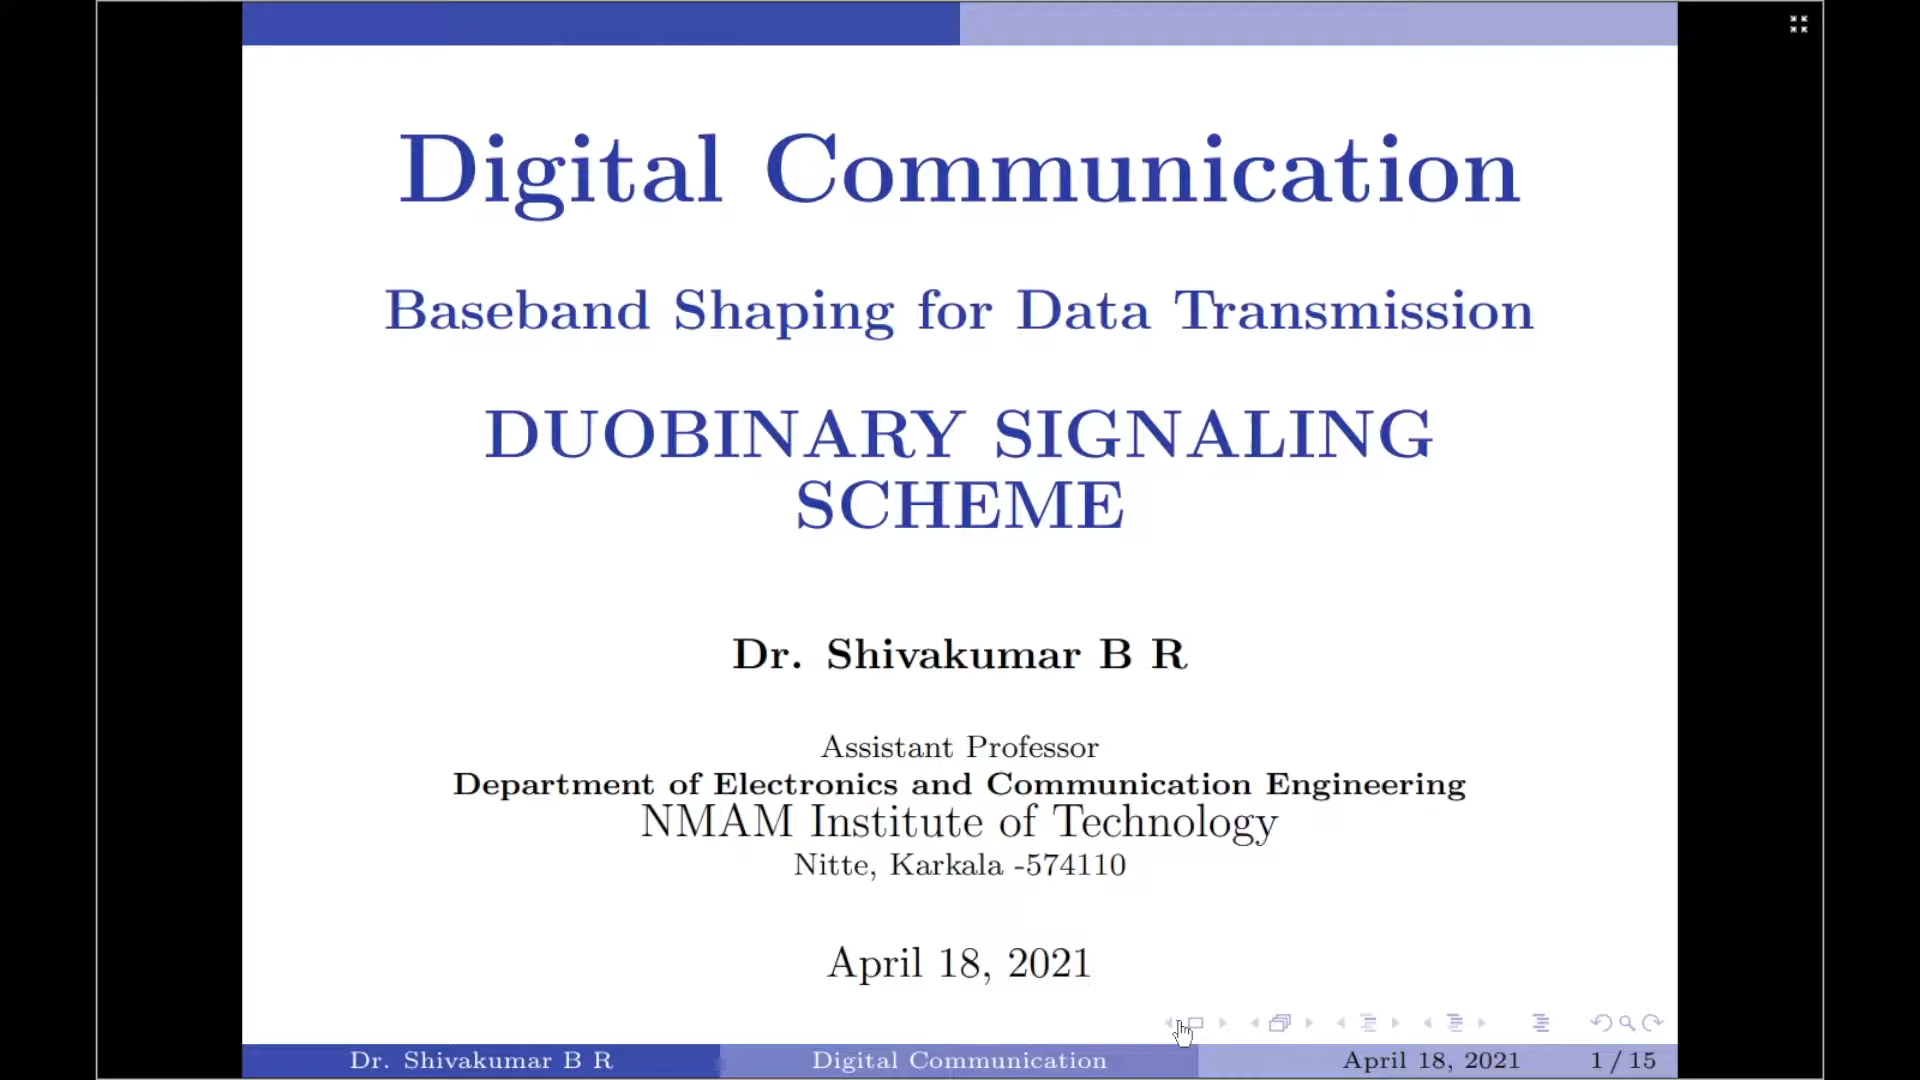 Digital Communication
Baseband Shaping for Data Transmission
DUOBINARY SIGNALING
SCHEME
Dr. Shivakumar B R
Assistant Professor
Department of Electronics and Communication Engineering
NMAM Institute of Technology
Nitte, Karkala -574110
April 18, 2021
Dr. Shivakumar B R Digital Communication April 18, 2021 1 / 15